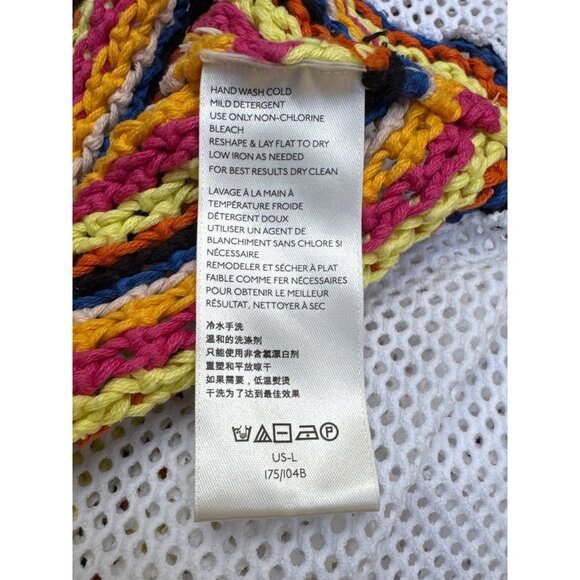 HAND WASH COLD
MILD DETERGENT
USE ONLY NON-CHLORINE
BLEACH
RESHAPE & LAY FLAT TO DRY
LOW IRON AS NEEDED
FOR BEST RESULTS DRY CLEAN
LAVAGE À LA MAIN À
TEMPÉRATURE FROIDE
DÉTERGENT DOUX
UTILISER UN AGENT DE
BLANCHIMENT SANS CHLORE SI
NÉCESSAIRE
REMODELER ET SÉCHER À PLAT
FAIBLE COMME FER NÉCESSAIRES
POUR OBTENIR LE MEILLEUR
RÉSULTAT, NETTOYER À SEC
冷水手洗
温和的洗涤剂
只能使用非含氯漂白剂
重塑和平放晾干
如果需要，低温熨烫
干洗为了达到最佳效果
P
US-L
175/104B